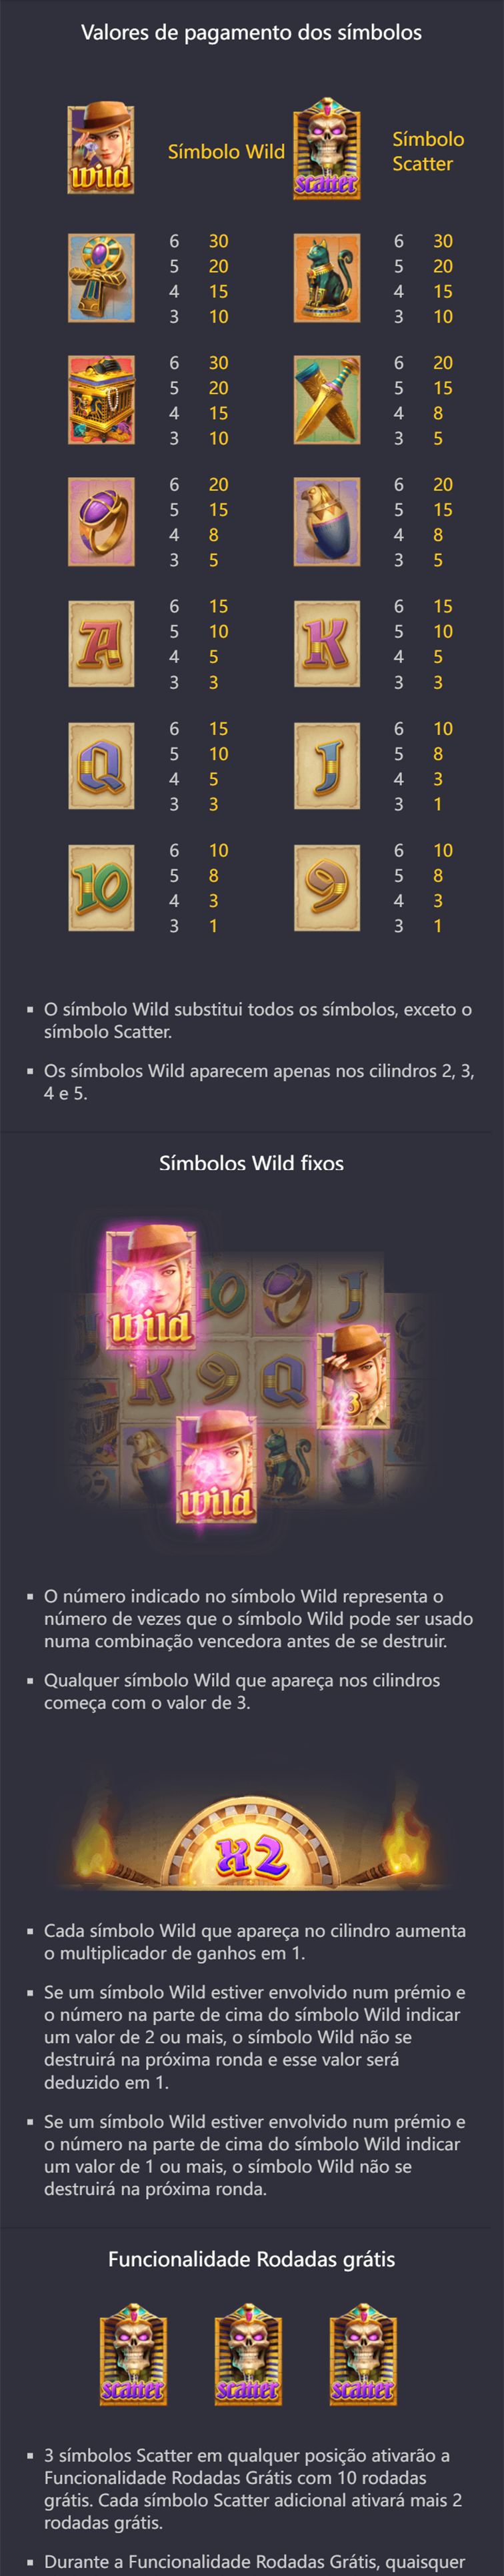 Valores de pagamento dos símbolos
wild
Símbolo Wild
scatter
Símbolo
Scatter
6 30
5 20
4 15
3 10
6 30
5 20
4 15
3 10
6 30
5 20
4 15
3 10
6 20
5 15
4 8
3 5
6 20
5 15
4 8
3 5
6 20
5 15
4 8
3 5
A
6 15
5 10
4 5
3 3
K
6 15
5 10
4 5
3 3
Q
6 15
5 10
4 5
3 3
J
6 10
5 8
4 3
3 1
10
6 10
5 8
4 3
3 1
9
6 10
5 8
4 3
3 1
▪ O símbolo Wild substitui todos os símbolos, exceto o
símbolo Scatter.
▪ Os símbolos Wild aparecem apenas nos cilindros 2, 3,
4 e 5.
Símbolos Wild fixos
wild
10
J
K
9
Q
3
wild
▪ O número indicado no símbolo Wild representa o
número de vezes que o símbolo Wild pode ser usado
numa combinação vencedora antes de se destruir.
▪ Qualquer símbolo Wild que apareça nos cilindros
começa com o valor de 3.
x2
▪ Cada símbolo Wild que apareça no cilindro aumenta
o multiplicador de ganhos em 1.
▪ Se um símbolo Wild estiver envolvido num prémio e
o número na parte de cima do símbolo Wild indicar
um valor de 2 ou mais, o símbolo Wild não se
destruirá na próxima ronda e esse valor será
deduzido em 1.
▪ Se um símbolo Wild estiver envolvido num prémio e
o número na parte de cima do símbolo Wild indicar
um valor de 1 ou mais, o símbolo Wild não se
destruirá na próxima ronda.
Funcionalidade Rodadas grátis
scatter
scatter
scatter
▪ 3 símbolos Scatter em qualquer posição ativarão a
Funcionalidade Rodadas Grátis com 10 rodadas
grátis. Cada símbolo Scatter adicional ativará mais 2
rodadas grátis.
▪ Durante a Funcionalidade Rodadas Grátis, quaisquer